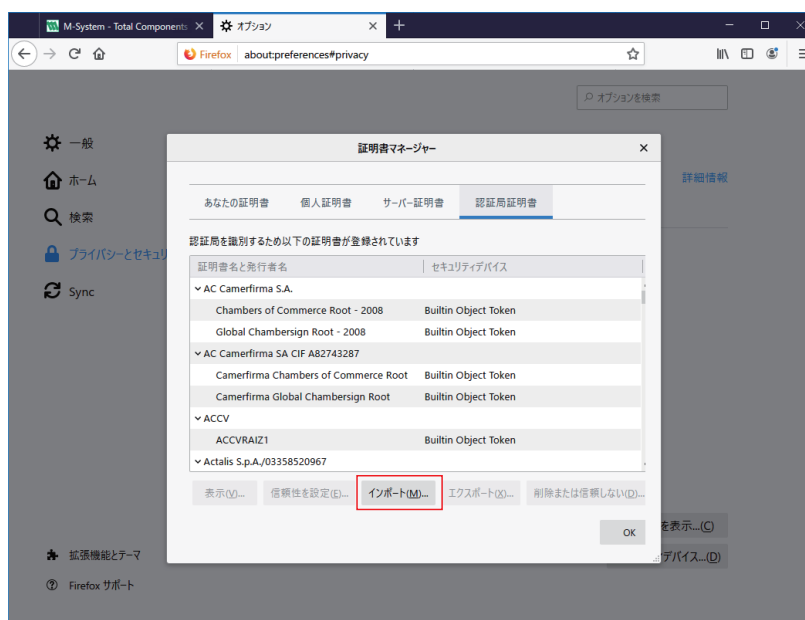 M-System - Total Components
オプション
Firefox about:preferences#privacy
オプションを検索
一般
ホーム
検索
プライバシーとセキュリ
Sync
詳細情報
証明書マネージャー
あなたの証明書 個人証明書 サーバー証明書 認証局証明書
認証局を識別するため以下の証明書が登録されています
証明書名と発行者名 セキュリティデバイス
AC Camerfirma S.A.
Chambers of Commerce Root - 2008 Builtin Object Token
Global Chambersign Root - 2008 Builtin Object Token
AC Camerfirma SA CIF A82743287
Camerfirma Chambers of Commerce Root Builtin Object Token
Camerfirma Global Chambersign Root Builtin Object Token
ACCV
ACCVRAIZ1 Builtin Object Token
Actalis S.p.A./03358520967
表示(V)... 信頼性を設定(E)... インポート(M)... エクスポート(X)... 削除または信頼しない(D)...
OK
を表示...(C)
デバイス...(D)
拡張機能とテーマ
Firefox サポート